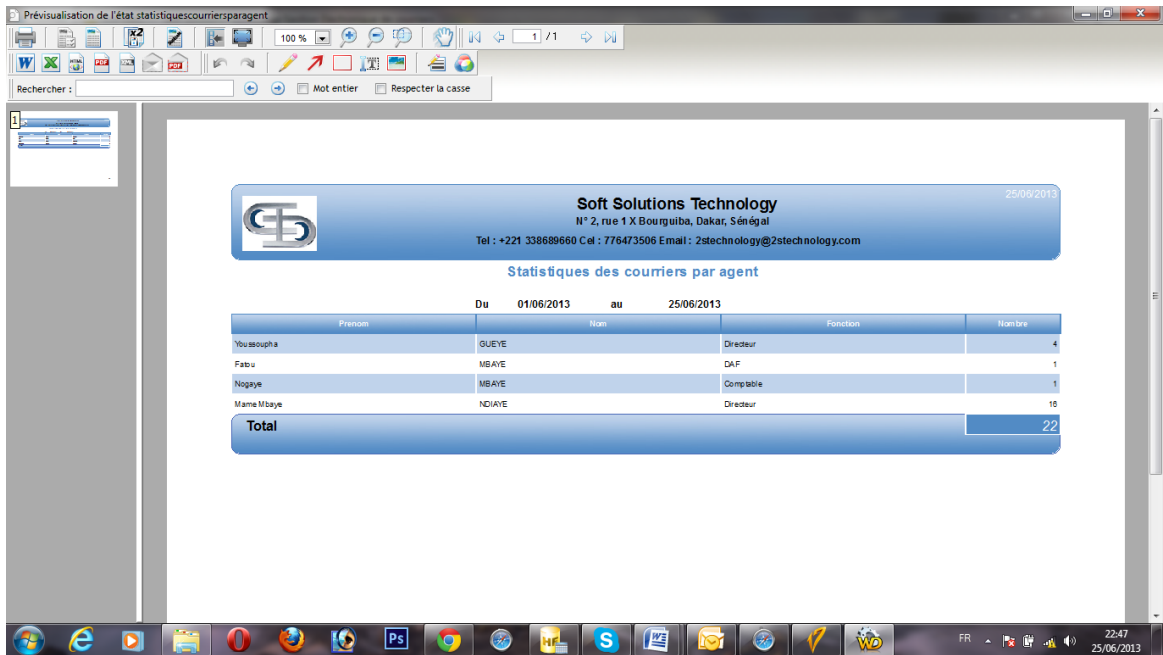 Prévisualisation de l'état statistiquescourriersparagent
100 % 1 /1
Rechercher : Mot entier Respecter la casse
1
25/06/2013
Soft Solutions Technology
N° 2, rue 1 X Bourguiba, Dakar, Sénégal
Tel : +221 338689660 Cel : 776473506 Email : 2stechnology@2stechnology.com
Statistiques des courriers par agent
Du 01/06/2013 au 25/06/2013
Prenom Nom Fonction Nombre
Youssoupha GUEYE Directeur 4
Fatou MBAYE DAF 1
Nogaye MBAYE Comptable 1
Mame Mbaye NDIAYE Directeur 16
Total 22
FR 22:47
25/06/2013